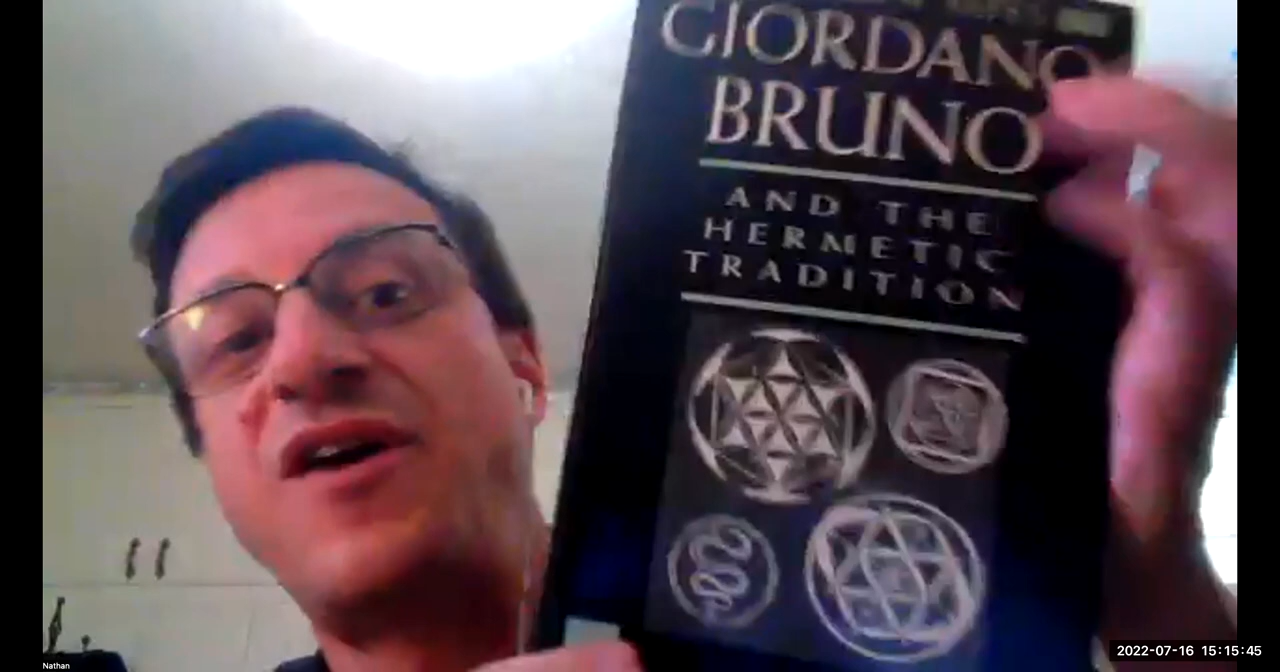 GIORDANO
BRUNO
AND THE
HERMETIC
TRADITION
Nathan
2022-07-16 15:15:45